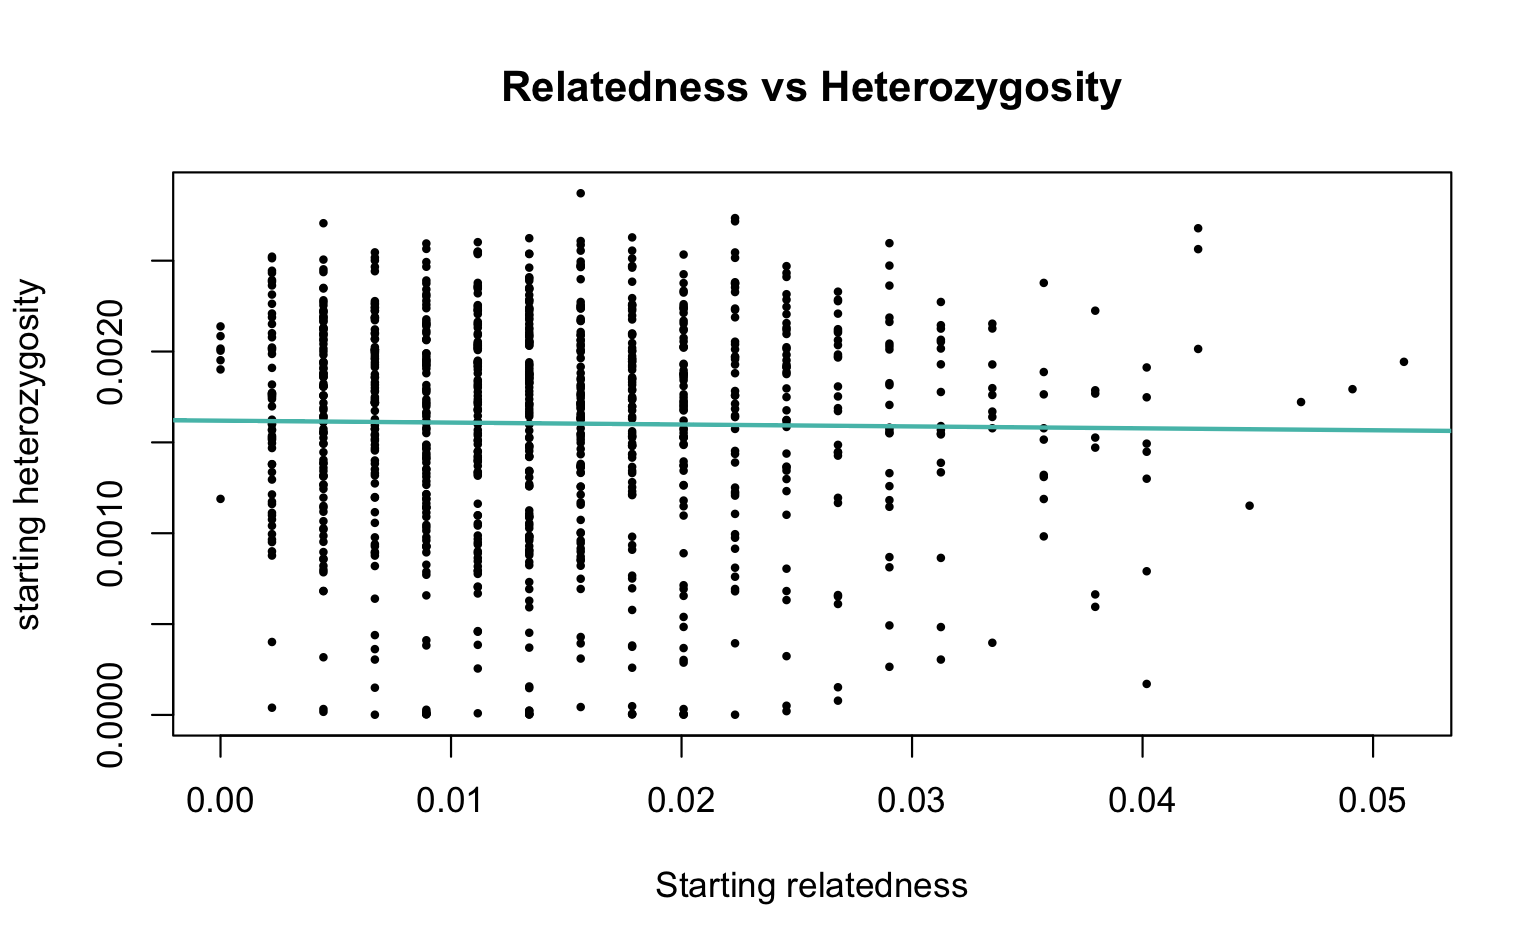 Relatedness vs Heterozygosity
starting heterozygosity
0.0020
0.0010
0.0000
0.00 0.01 0.02 0.03 0.04 0.05
Starting relatedness